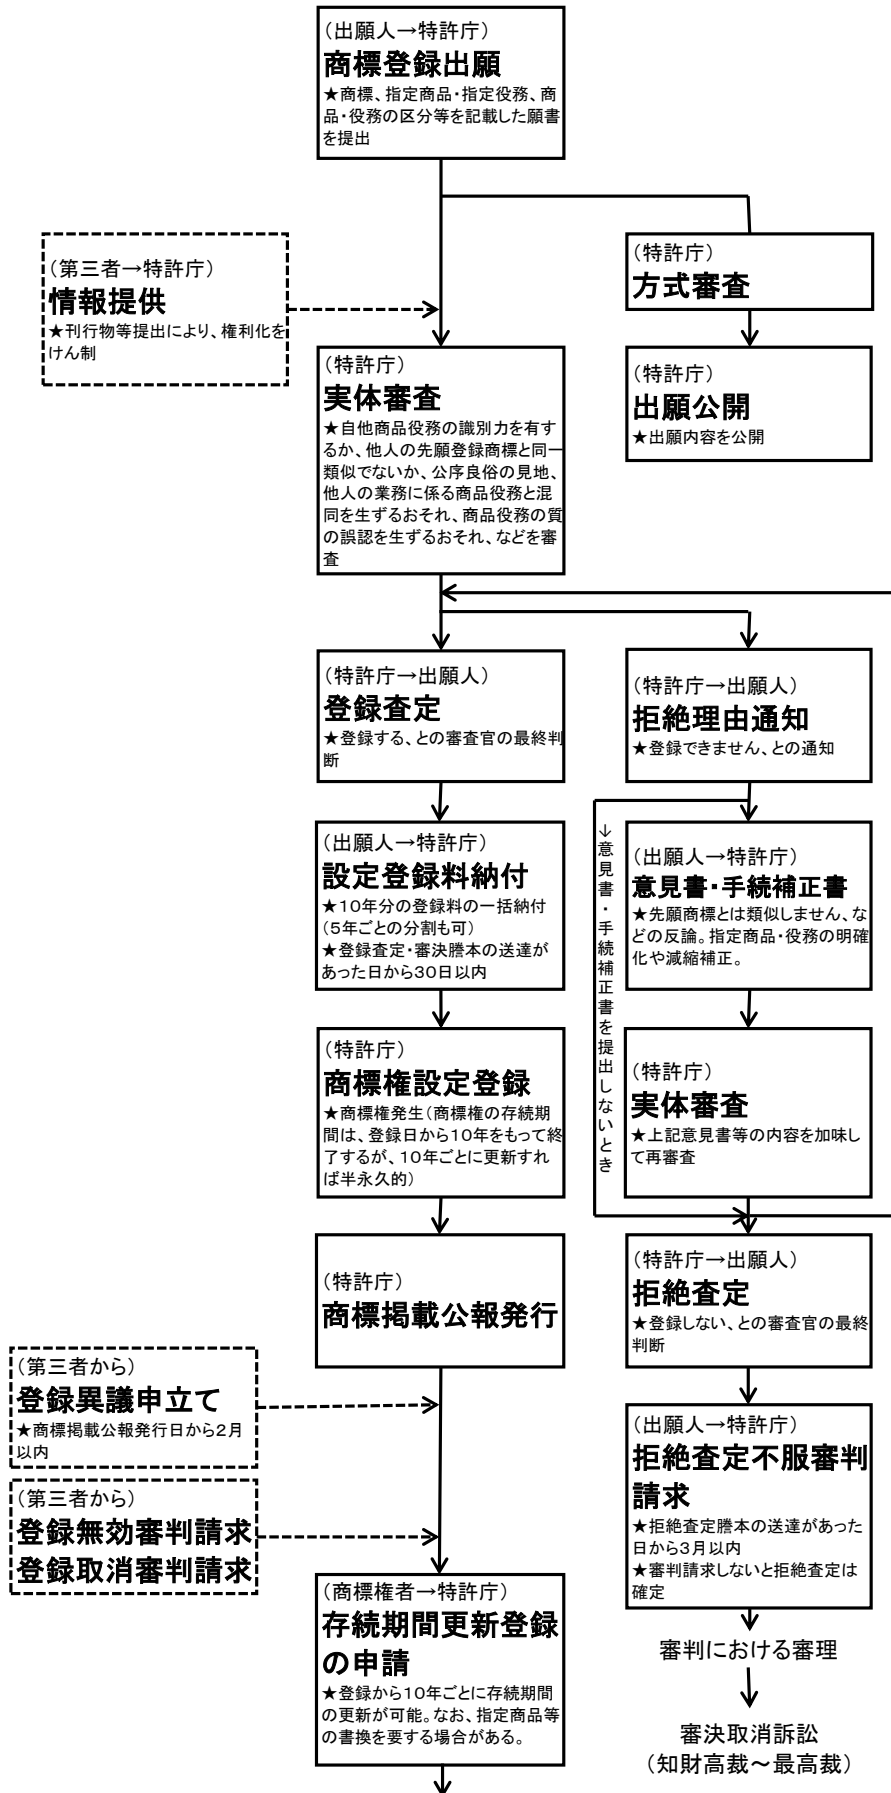 （出願人→特許庁）
商標登録出願
★商標、指定商品・指定役務、商
品・役務の区分等を記載した願書
を提出
（第三者→特許庁）
情報提供
★刊行物等提出により、権利化を
けん制
（特許庁）
方式審査
（特許庁）
実体審査
★自他商品役務の識別力を有す
るか、他人の先願登録商標と同一
類似でないか、公序良俗の見地、
他人の業務に係る商品役務と混
同を生ずるおそれ、商品役務の質
の誤認を生ずるおそれ、などを審
査
（特許庁）
出願公開
★出願内容を公開
（特許庁→出願人）
登録査定
★登録する、との審査官の最終判
断
（特許庁→出願人）
拒絶理由通知
★登録できません、との通知
（出願人→特許庁）
設定登録料納付
★10年分の登録料の一括納付
（5年ごとの分割も可）
★登録査定・審決謄本の送達が
あった日から30日以内
↓意見書・手続補正書を提出しないとき
（出願人→特許庁）
意見書・手続補正書
★先願商標とは類似しません、な
どの反論。指定商品・役務の明確
化や減縮補正。
（特許庁）
商標権設定登録
★商標権発生（商標権の存続期
間は、登録日から10年をもって終
了するが、10年ごとに更新すれ
ば半永久的）
（特許庁）
実体審査
★上記意見書等の内容を加味し
て再審査
（特許庁）
商標掲載公報発行
（特許庁→出願人）
拒絶査定
★登録しない、との審査官の最終
判断
（第三者から）
登録異議申立て
★商標掲載公報発行日から2月
以内
（第三者から）
登録無効審判請求
登録取消審判請求
（出願人→特許庁）
拒絶査定不服審判
請求
★拒絶査定謄本の送達があった
日から3月以内
★審判請求しないと拒絶査定は
確定
（商標権者→特許庁）
存続期間更新登録
の申請
★登録から10年ごとに存続期間
の更新が可能。なお、指定商品等
の書換を要する場合がある。
審判における審理
審決取消訴訟
（知財高裁～最高裁）